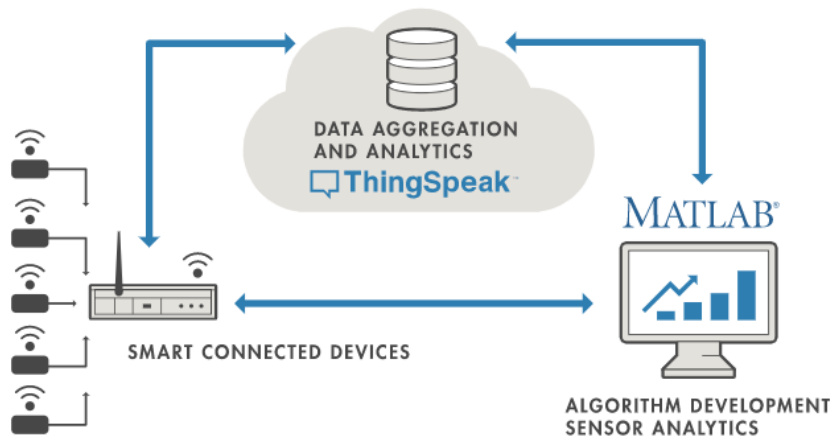 DATA AGGREGATION
AND ANALYTICS
ThingSpeak™
MATLAB®
SMART CONNECTED DEVICES
ALGORITHM DEVELOPMENT
SENSOR ANALYTICS